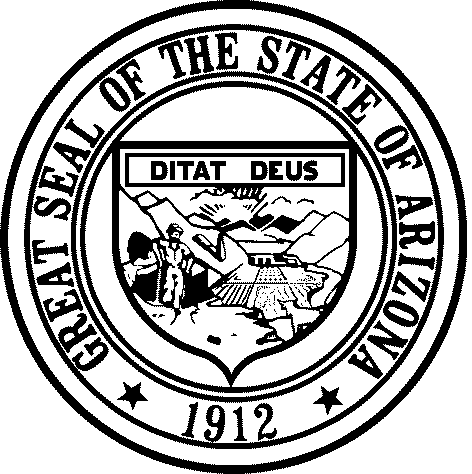 GREAT SEAL OF THE STATE OF ARIZONA
DITAT DEUS
1912